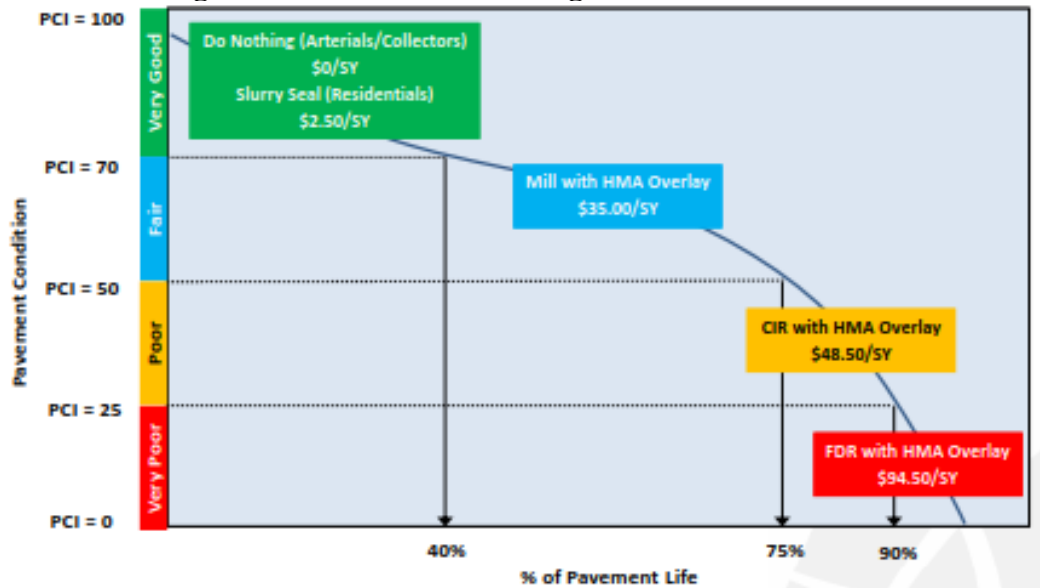 PCI = 100
Very Good
Do Nothing (Arterials/Collectors)
$0/SY
Slurry Seal (Residentials)
$2.50/SY
PCI = 70
Mill with HMA Overlay
$35.00/SY
Fair
Pavement Condition
PCI = 50
CIR with HMA Overlay
$48.50/SY
Poor
PCI = 25
FDR with HMA Overlay
$94.50/SY
Very Poor
PCI = 0
40%
75%
90%
% of Pavement Life